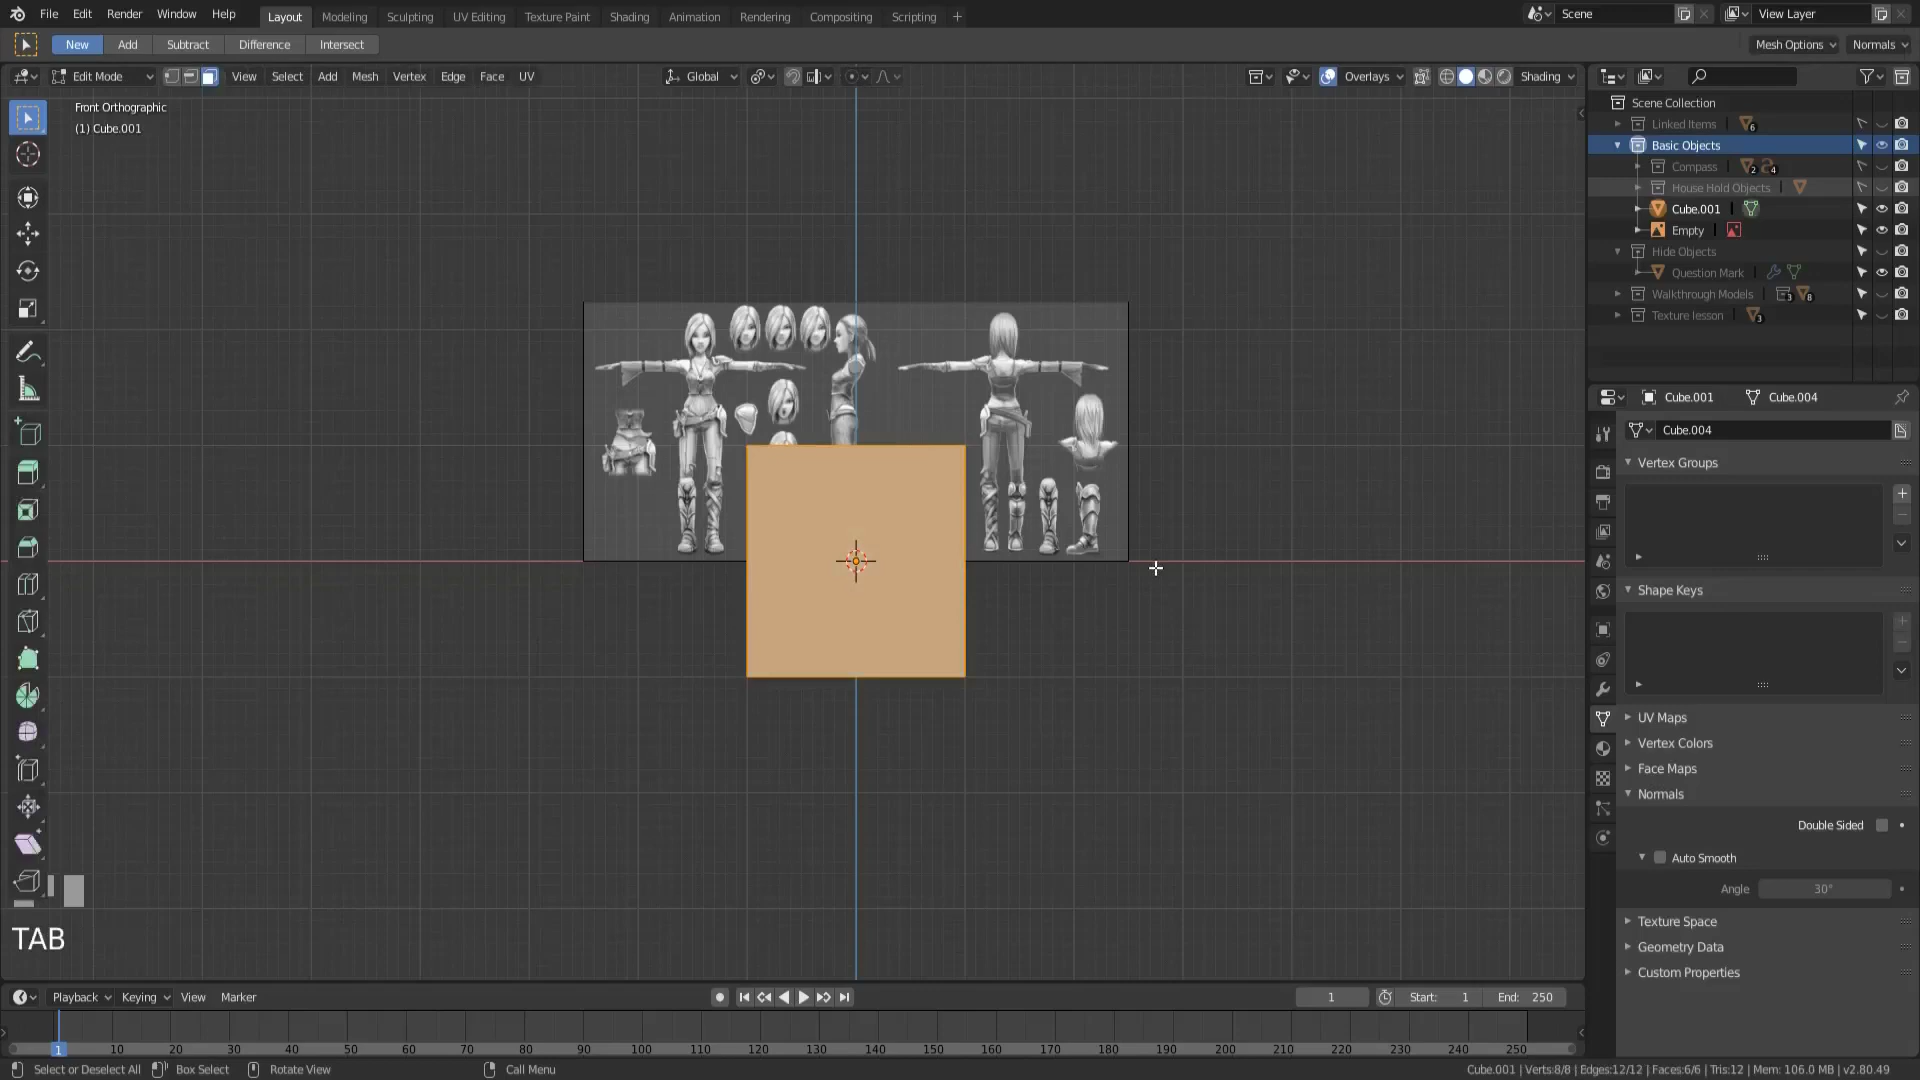 File Edit Render Window Help Layout Modeling Sculpting UV Editing Texture Paint Shading Animation Rendering Compositing Scripting + Scene View Layer
New Add Subtract Difference Intersect Mesh Options Normals
Edit Mode View Select Add Mesh Vertex Edge Face UV Global Overlays Shading
Front Orthographic
(1) Cube.001
Scene Collection
Linked Items 6
Basic Objects
Compass 2 4
House Hold Objects
Cube.001
Empty
Hide Objects
Question Mark
Walkthrough Models 3 8
Texture lesson 3
Cube.001 Cube.004
Cube.004
Vertex Groups
Shape Keys
UV Maps
Vertex Colors
Face Maps
Normals
Double Sided
Auto Smooth
Angle 30°
Texture Space
Geometry Data
Custom Properties
TAB
Playback Keying View Marker 1 Start: 1 End: 250
1 10 20 30 40 50 60 70 80 90 100 110 120 130 140 150 160 170 180 190 200 210 220 230 240 250
Select or Deselect All Box Select Rotate View Call Menu Cube.001 | Verts:8/8 | Edges:12/12 | Faces:6/6 | Tris:12 | Mem: 106.0 MB | v2.80.49